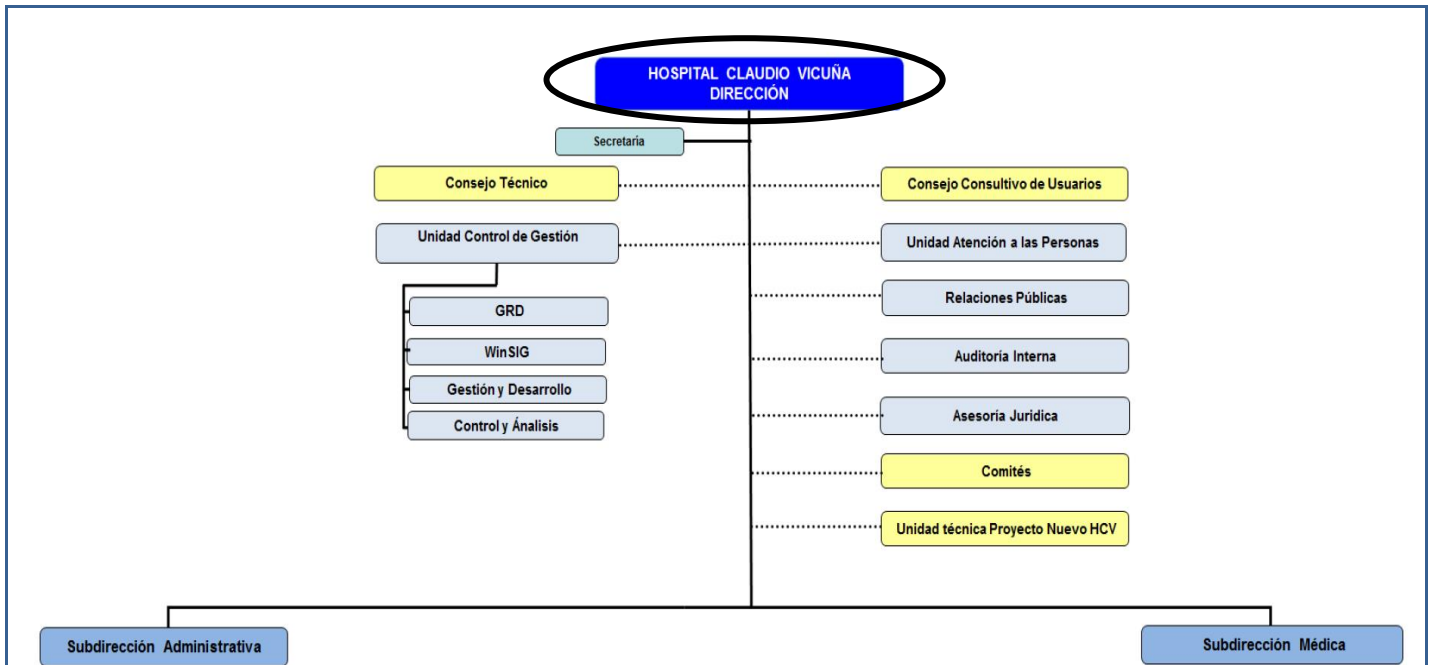 HOSPITAL CLAUDIO VICUÑA
DIRECCIÓN
Secretaria
Consejo Técnico
Consejo Consultivo de Usuarios
Unidad Control de Gestión
Unidad Atención a las Personas
GRD
Relaciones Públicas
WinSIG
Auditoría Interna
Gestión y Desarrollo
Control y Ánalisis
Asesoría Juridica
Comités
Unidad técnica Proyecto Nuevo HCV
Subdirección Administrativa
Subdirección Médica